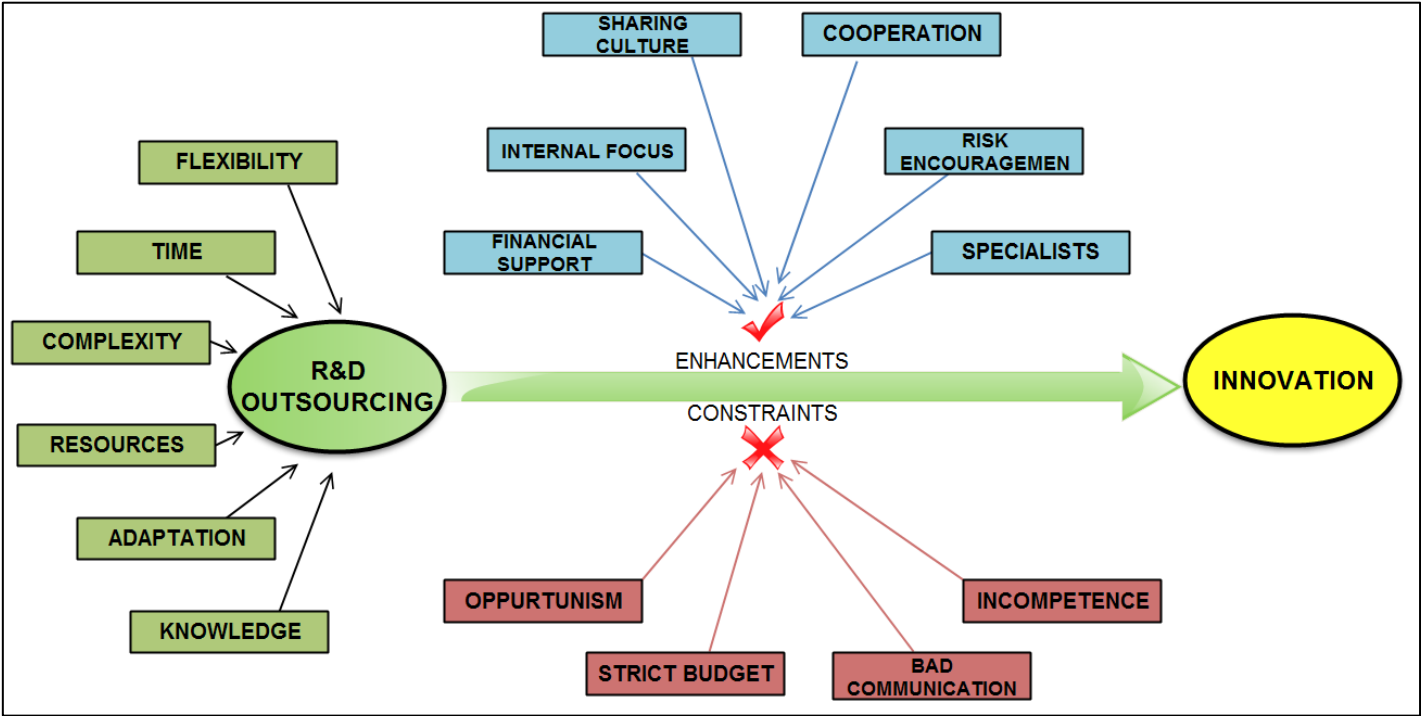 SHARING
CULTURE
COOPERATION
FLEXIBILITY
INTERNAL FOCUS
RISK
ENCOURAGEMEN
TIME
FINANCIAL
SUPPORT
SPECIALISTS
COMPLEXITY
R&D
OUTSOURCING
ENHANCEMENTS
INNOVATION
CONSTRAINTS
RESOURCES
ADAPTATION
KNOWLEDGE
OPPURTUNISM
INCOMPETENCE
STRICT BUDGET
BAD
COMMUNICATION